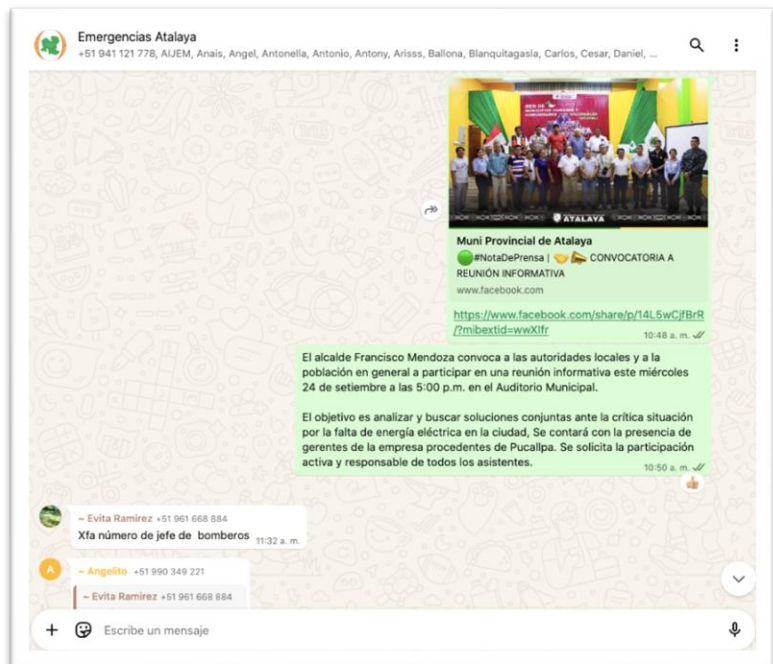 Emergencias Atalaya
+51 941 121 778, AIJEM, Anais, Angel, Antonella, Antonio, Antony, Arisss, Ballona, Blanquitagasla, Carlos, Cesar, Daniel, ...
ATALAYA
Muni Provincial de Atalaya
🟢#NotaDePrensa | 🤝📣 CONVOCATORIA A
REUNIÓN INFORMATIVA
www.facebook.com
https://www.facebook.com/share/p/14L5wCjfBrR
/?mibextid=wwXIfr
10:48 a. m.
El alcalde Francisco Mendoza convoca a las autoridades locales y a la
población en general a participar en una reunión informativa este miércoles
24 de setiembre a las 5:00 p.m. en el Auditorio Municipal.
El objetivo es analizar y buscar soluciones conjuntas ante la crítica situación
por la falta de energía eléctrica en la ciudad, Se contará con la presencia de
gerentes de la empresa procedentes de Pucallpa. Se solicita la participación
activa y responsable de todos los asistentes.
10:50 a. m.
~ Evita Ramirez +51 961 668 884
Xfa número de jefe de bomberos 11:32 a. m.
A
~ Angelito +51 990 349 221
~ Evita Ramirez +51 961 668 884
Escribe un mensaje